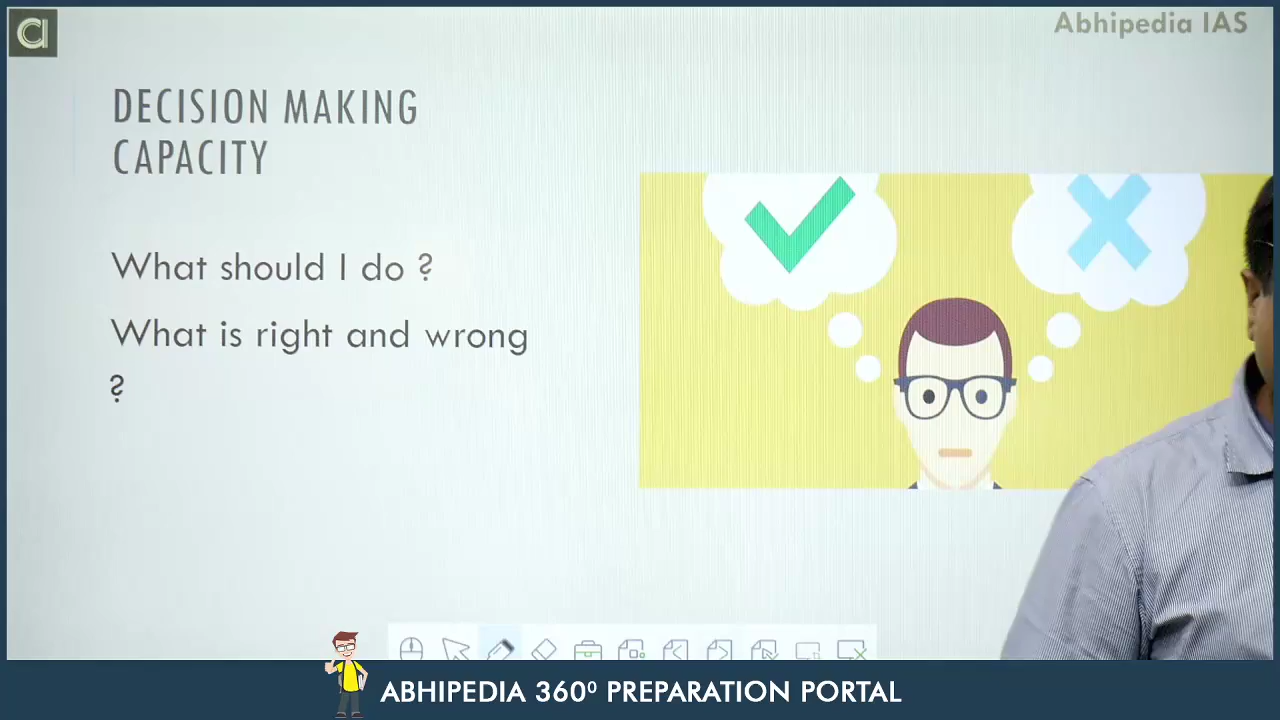 Abhipedia IAS
DECISION MAKING
CAPACITY
What should I do ?
What is right and wrong
?
ABHIPEDIA 360⁰ PREPARATION PORTAL